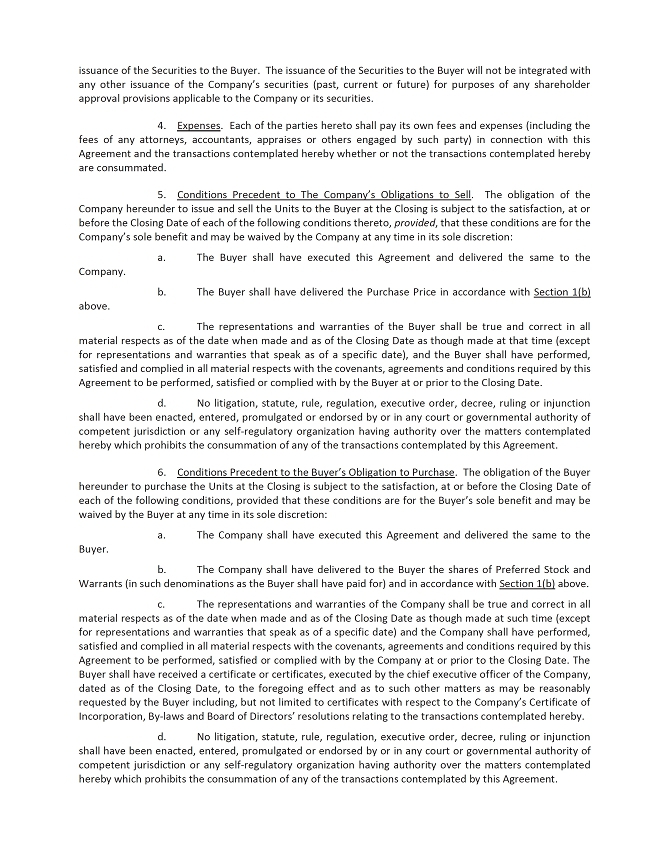 issuance of the Securities to the Buyer.  The issuance of the Securities to the Buyer will not be integrated with
any other issuance of the Company's securities (past, current or future) for purposes of any shareholder
approval provisions applicable to the Company or its securities.
4.  Expenses.  Each of the parties hereto shall pay its own fees and expenses (including the
fees of any attorneys, accountants, appraises or others engaged by such party) in connection with this
Agreement and the transactions contemplated hereby whether or not the transactions contemplated hereby
are consummated.
5.  Conditions Precedent to The Company's Obligations to Sell.  The obligation of the
Company hereunder to issue and sell the Units to the Buyer at the Closing is subject to the satisfaction, at or
before the Closing Date of each of the following conditions thereto, provided, that these conditions are for the
Company's sole benefit and may be waived by the Company at any time in its sole discretion:
a.  The Buyer shall have executed this Agreement and delivered the same to the
Company.
b.  The Buyer shall have delivered the Purchase Price in accordance with Section 1(b)
above.
c.  The representations and warranties of the Buyer shall be true and correct in all
material respects as of the date when made and as of the Closing Date as though made at that time (except
for representations and warranties that speak as of a specific date), and the Buyer shall have performed,
satisfied and complied in all material respects with the covenants, agreements and conditions required by this
Agreement to be performed, satisfied or complied with by the Buyer at or prior to the Closing Date.
d.  No litigation, statute, rule, regulation, executive order, decree, ruling or injunction
shall have been enacted, entered, promulgated or endorsed by or in any court or governmental authority of
competent jurisdiction or any self-regulatory organization having authority over the matters contemplated
hereby which prohibits the consummation of any of the transactions contemplated by this Agreement.
6.  Conditions Precedent to the Buyer's Obligation to Purchase.  The obligation of the Buyer
hereunder to purchase the Units at the Closing is subject to the satisfaction, at or before the Closing Date of
each of the following conditions, provided that these conditions are for the Buyer's sole benefit and may be
waived by the Buyer at any time in its sole discretion:
a.  The Company shall have executed this Agreement and delivered the same to the
Buyer.
b.  The Company shall have delivered to the Buyer the shares of Preferred Stock and
Warrants (in such denominations as the Buyer shall have paid for) and in accordance with Section 1(b) above.
c.  The representations and warranties of the Company shall be true and correct in all
material respects as of the date when made and as of the Closing Date as though made at such time (except
for representations and warranties that speak as of a specific date) and the Company shall have performed,
satisfied and complied in all material respects with the covenants, agreements and conditions required by this
Agreement to be performed, satisfied or complied with by the Company at or prior to the Closing Date. The
Buyer shall have received a certificate or certificates, executed by the chief executive officer of the Company,
dated as of the Closing Date, to the foregoing effect and as to such other matters as may be reasonably
requested by the Buyer including, but not limited to certificates with respect to the Company's Certificate of
Incorporation, By-laws and Board of Directors' resolutions relating to the transactions contemplated hereby.
d.  No litigation, statute, rule, regulation, executive order, decree, ruling or injunction
shall have been enacted, entered, promulgated or endorsed by or in any court or governmental authority of
competent jurisdiction or any self-regulatory organization having authority over the matters contemplated
hereby which prohibits the consummation of any of the transactions contemplated by this Agreement.